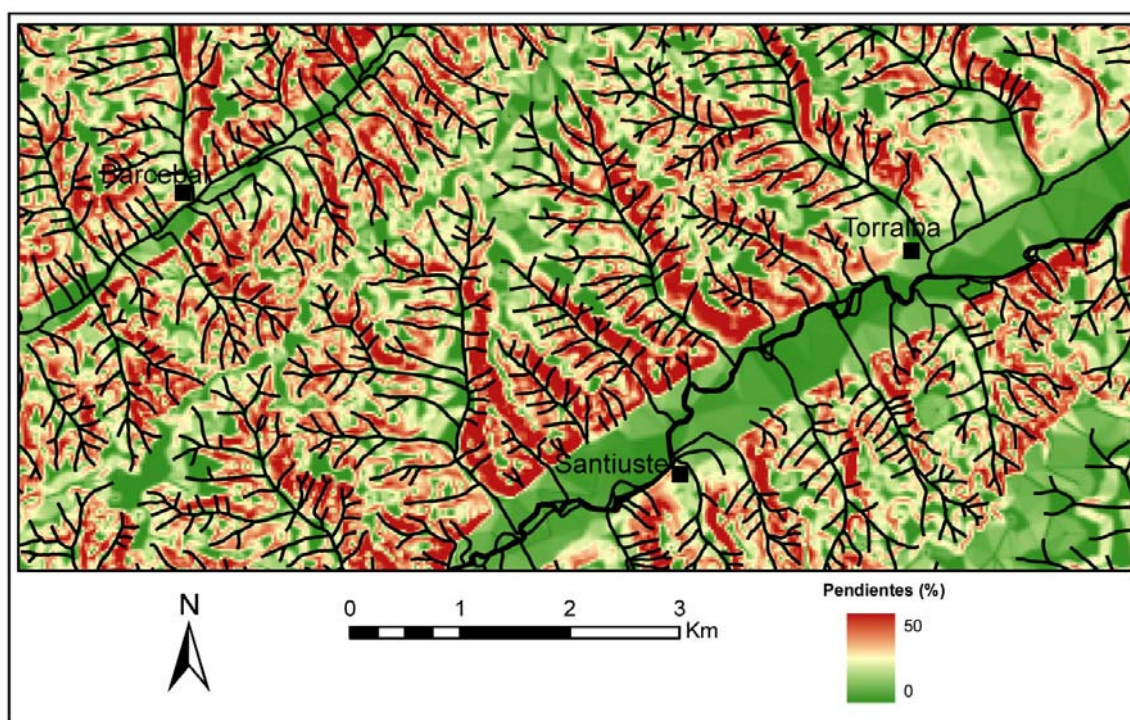 Barcebal
Torralba
Santiuste
N
0 1 2 3
Km
Pendientes (%)
50
0